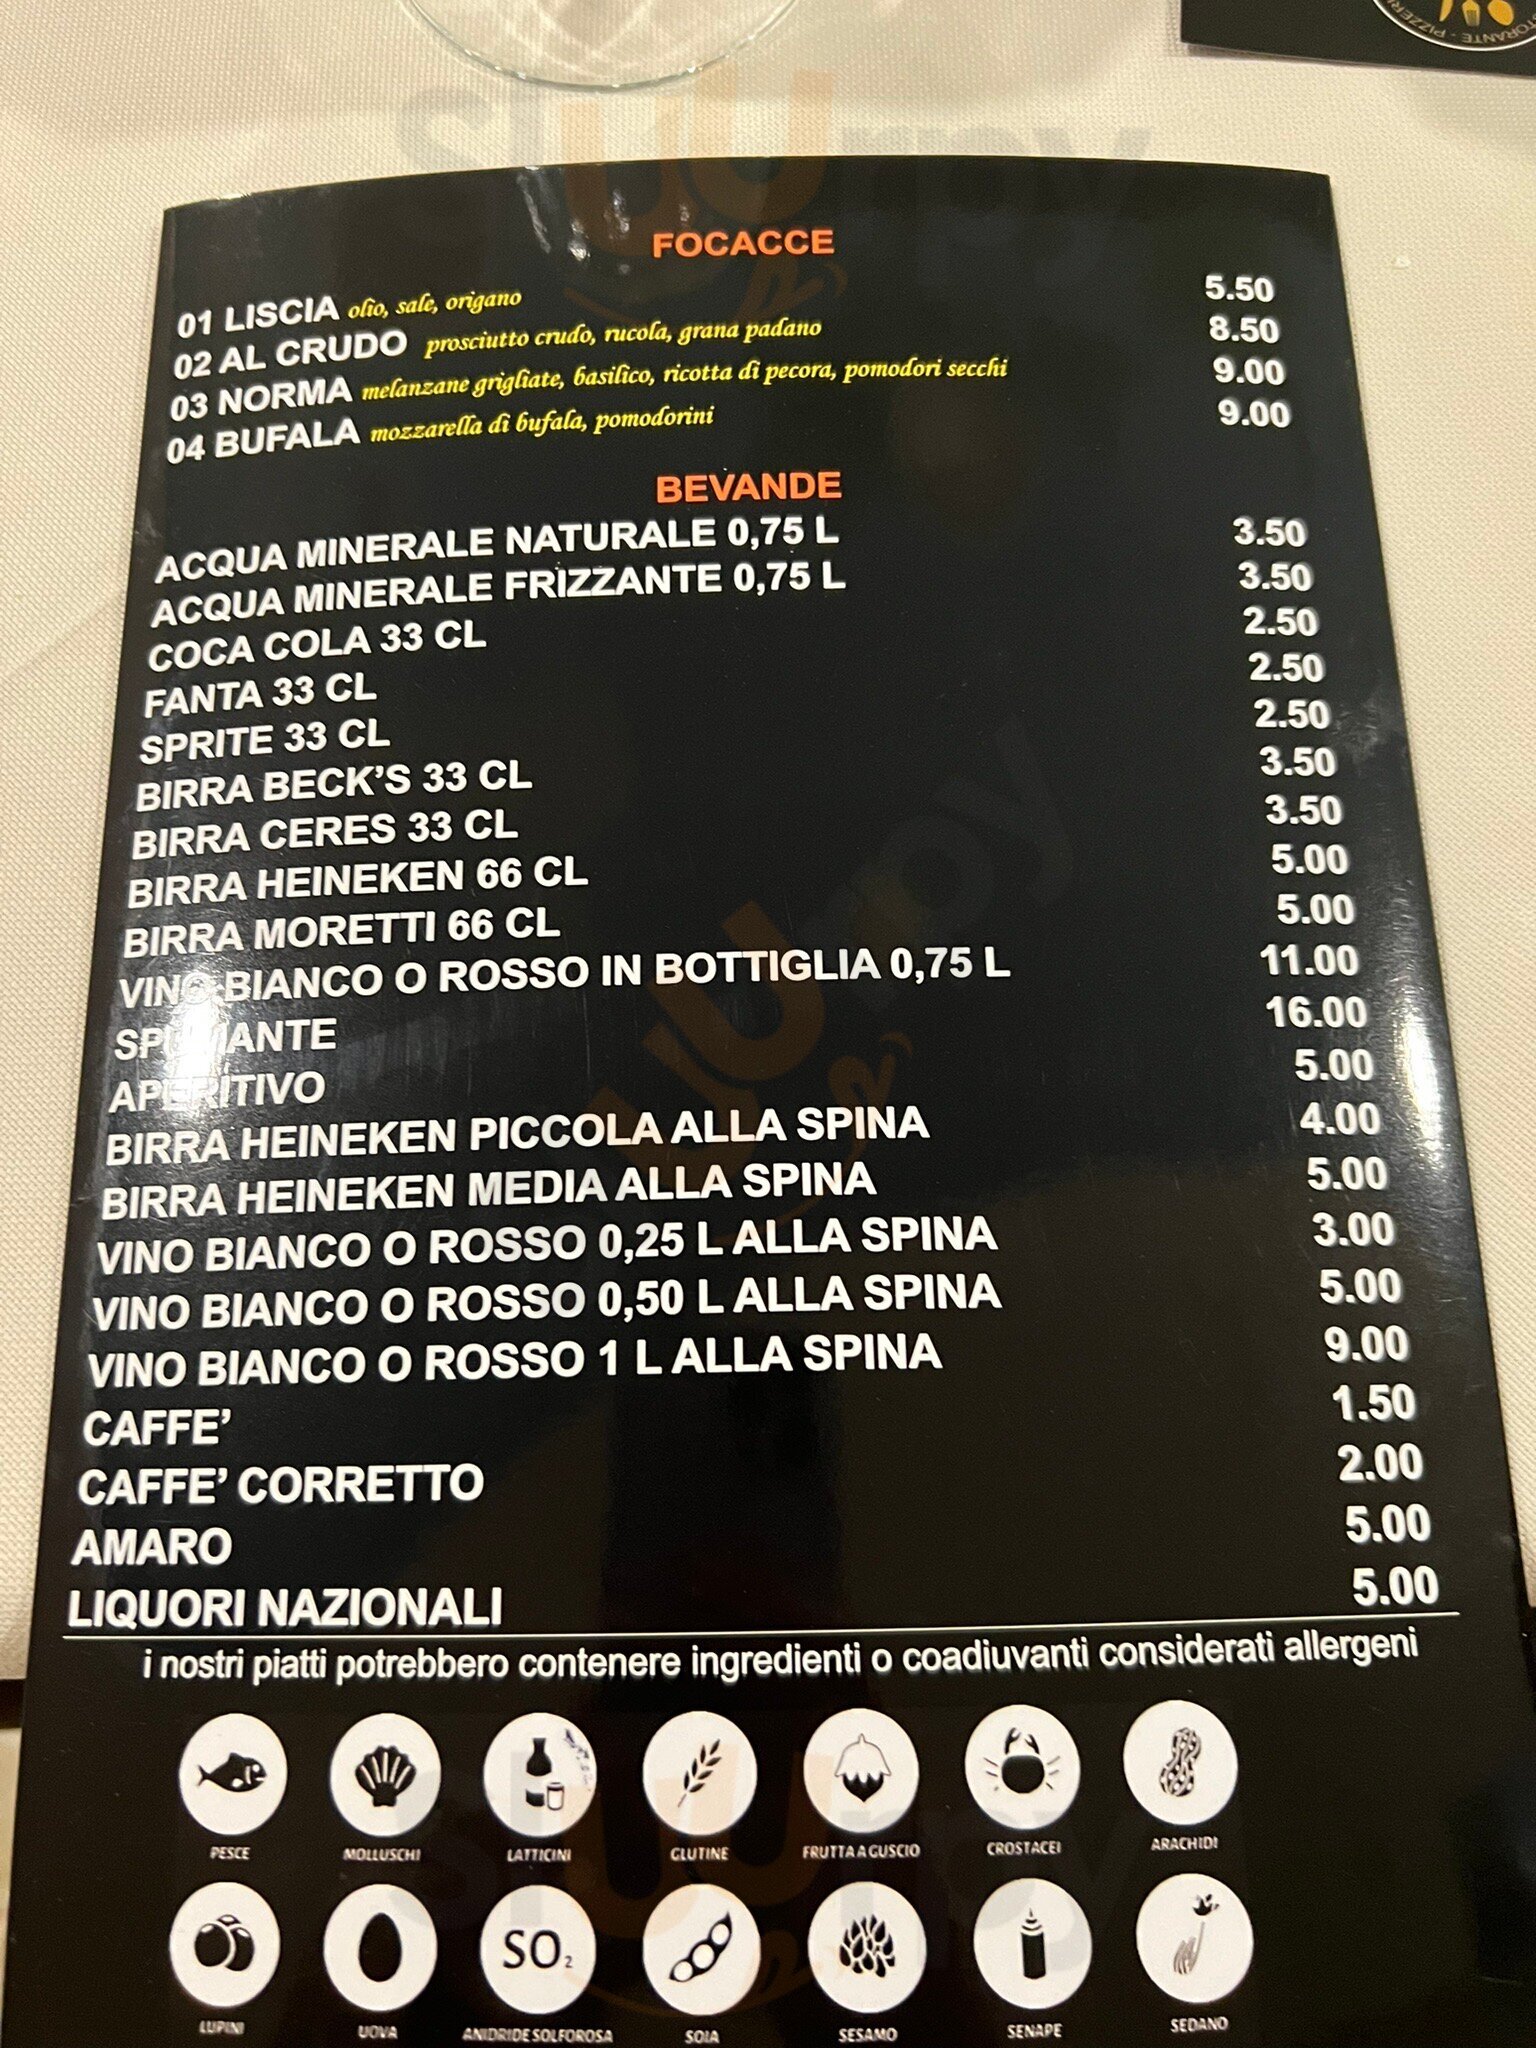 TORANTE - PIZZERI
sluurpy
FOCACCE
01 LISCIA olio, sale, origano 5.50
02 AL CRUDO prosciutto crudo, rucola, grana padano 8.50
03 NORMA melanzane grigliate, basilico, ricotta di pecora, pomodori secchi 9.00
04 BUFALA mozzarella di bufala, pomodorini 9.00
BEVANDE
ACQUA MINERALE NATURALE 0,75 L 3.50
ACQUA MINERALE FRIZZANTE 0,75 L 3.50
COCA COLA 33 CL 2.50
FANTA 33 CL 2.50
SPRITE 33 CL 2.50
BIRRA BECK'S 33 CL 3.50
BIRRA CERES 33 CL 3.50
BIRRA HEINEKEN 66 CL 5.00
BIRRA MORETTI 66 CL 5.00
VINO BIANCO O ROSSO IN BOTTIGLIA 0,75 L 11.00
SPUMANTE 16.00
APERITIVO 5.00
BIRRA HEINEKEN PICCOLA ALLA SPINA 4.00
BIRRA HEINEKEN MEDIA ALLA SPINA 5.00
VINO BIANCO O ROSSO 0,25 L ALLA SPINA 3.00
VINO BIANCO O ROSSO 0,50 L ALLA SPINA 5.00
VINO BIANCO O ROSSO 1 L ALLA SPINA 9.00
CAFFE' 1.50
CAFFE' CORRETTO 2.00
AMARO 5.00
LIQUORI NAZIONALI 5.00
i nostri piatti potrebbero contenere ingredienti o coadiuvanti considerati allergeni
PESCE MOLLUSCHI LATTICINI GLUTINE FRUTTA A GUSCIO CROSTACEI ARACHIDI
SO2
LUPINI UOVA ANIDRIDE SOLFOROSA SOIA SESAMO SENAPE SEDANO